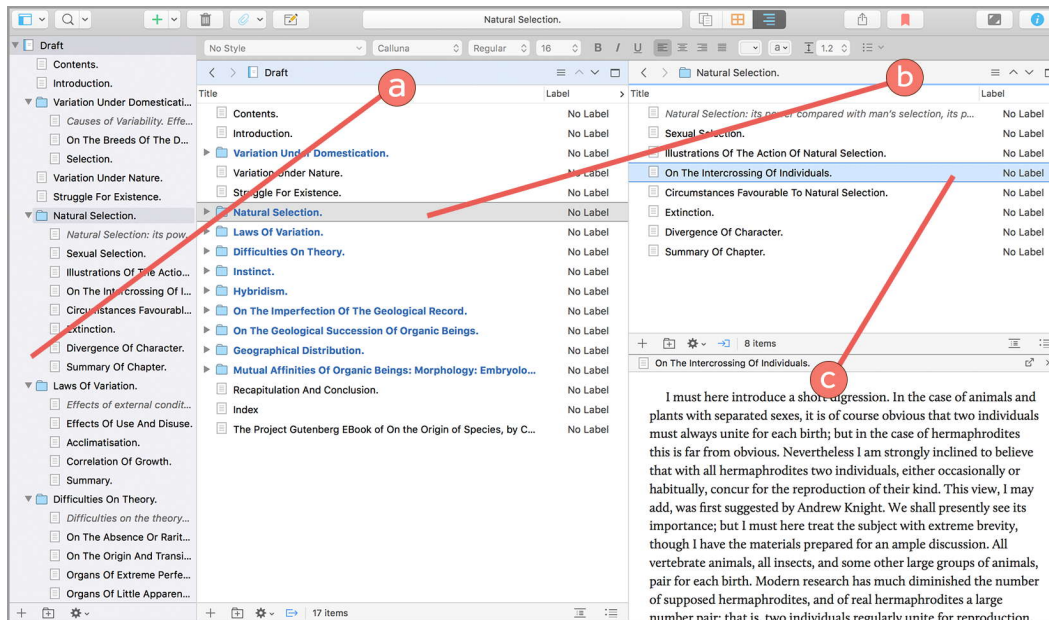 Natural Selection.
No Style
Calluna
Regular
16
B
I
U
a
1.2
Draft
Contents.
Introduction.
Variation Under Domesticati...
Causes of Variability. Effe...
On The Breeds Of The D...
Selection.
Variation Under Nature.
Struggle For Existence.
Natural Selection.
Natural Selection: its pow...
Sexual Selection.
Illustrations Of The Actio...
On The Intercrossing Of I...
Circumstances Favourabl...
Extinction.
Divergence Of Character.
Summary Of Chapter.
Laws Of Variation.
Effects of external condit...
Effects Of Use And Disuse.
Acclimatisation.
Correlation Of Growth.
Summary.
Difficulties On Theory.
Difficulties on the theory...
On The Absence Or Rarit...
On The Origin And Transi...
Organs Of Extreme Perfe...
Organs Of Little Apparen...
Draft
Title Label
Contents. No Label
Introduction. No Label
Variation Under Domestication. No Label
Variation Under Nature. No Label
Struggle For Existence. No Label
Natural Selection. No Label
Laws Of Variation. No Label
Difficulties On Theory. No Label
Instinct. No Label
Hybridism. No Label
On The Imperfection Of The Geological Record. No Label
On The Geological Succession Of Organic Beings. No Label
Geographical Distribution. No Label
Mutual Affinities Of Organic Beings: Morphology: Embryolo... No Label
Recapitulation And Conclusion. No Label
Index No Label
The Project Gutenberg EBook of On the Origin of Species, by C... No Label
17 items
Natural Selection.
Title Label
Natural Selection: its power compared with man's selection, its p... No Label
Sexual Selection. No Label
Illustrations Of The Action Of Natural Selection. No Label
On The Intercrossing Of Individuals. No Label
Circumstances Favourable To Natural Selection. No Label
Extinction. No Label
Divergence Of Character. No Label
Summary Of Chapter. No Label
8 items
On The Intercrossing Of Individuals.
I must here introduce a short digression. In the case of animals and
plants with separated sexes, it is of course obvious that two individuals
must always unite for each birth; but in the case of hermaphrodites
this is far from obvious. Nevertheless I am strongly inclined to believe
that with all hermaphrodites two individuals, either occasionally or
habitually, concur for the reproduction of their kind. This view, I may
add, was first suggested by Andrew Knight. We shall presently see its
importance; but I must here treat the subject with extreme brevity,
though I have the materials prepared for an ample discussion. All
vertebrate animals, all insects, and some other large groups of animals,
pair for each birth. Modern research has much diminished the number
of supposed hermaphrodites, and of real hermaphrodites a large
number pair; that is, two individuals regularly unite for reproduction,
a
b
c